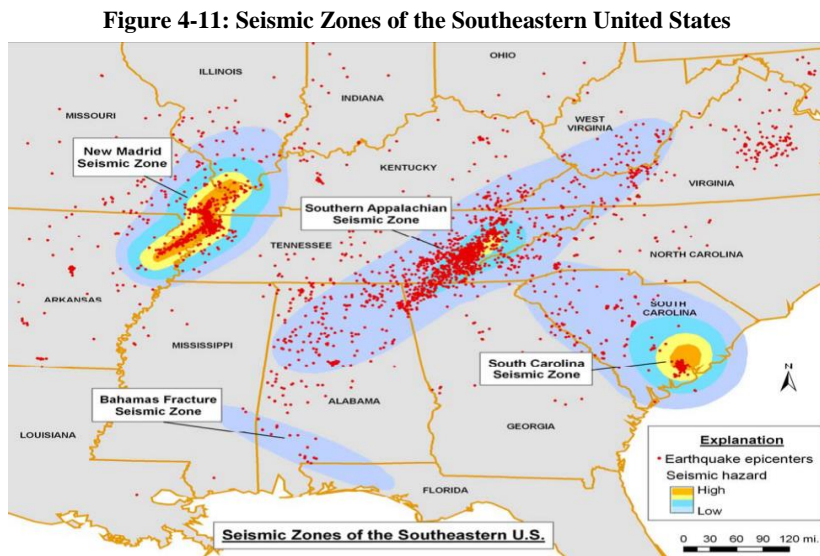 Figure 4-11: Seismic Zones of the Southeastern United States
OHIO
ILLINOIS
INDIANA
MISSOURI
WEST
VIRGINIA
New Madrid
Seismic Zone
KENTUCKY
VIRGINIA
Southern Appalachian
Seismic Zone
TENNESSEE
NORTH CAROLINA
ARKANSAS
SOUTH
CAROLINA
MISSISSIPPI
South Carolina
Seismic Zone
N
Bahamas Fracture
Seismic Zone
ALABAMA
GEORGIA
LOUISIANA
Explanation
Earthquake epicenters
Seismic hazard
High
Low
FLORIDA
Seismic Zones of the Southeastern U.S.
0 30 60 90 120 mi.